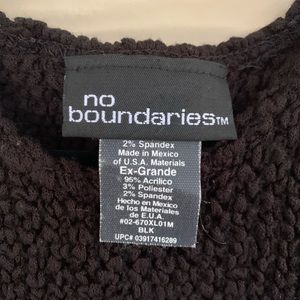 no
boundaries™
2% Spandex
Made in Mexico
of U.S.A. Materials
Ex-Grande
95% Acrilico
3% Poliester
2% Spandex
Hecho en Mexico
de los Materiales
de E.U.A.
#02-670XL01M
BLK
UPC# 03917416289